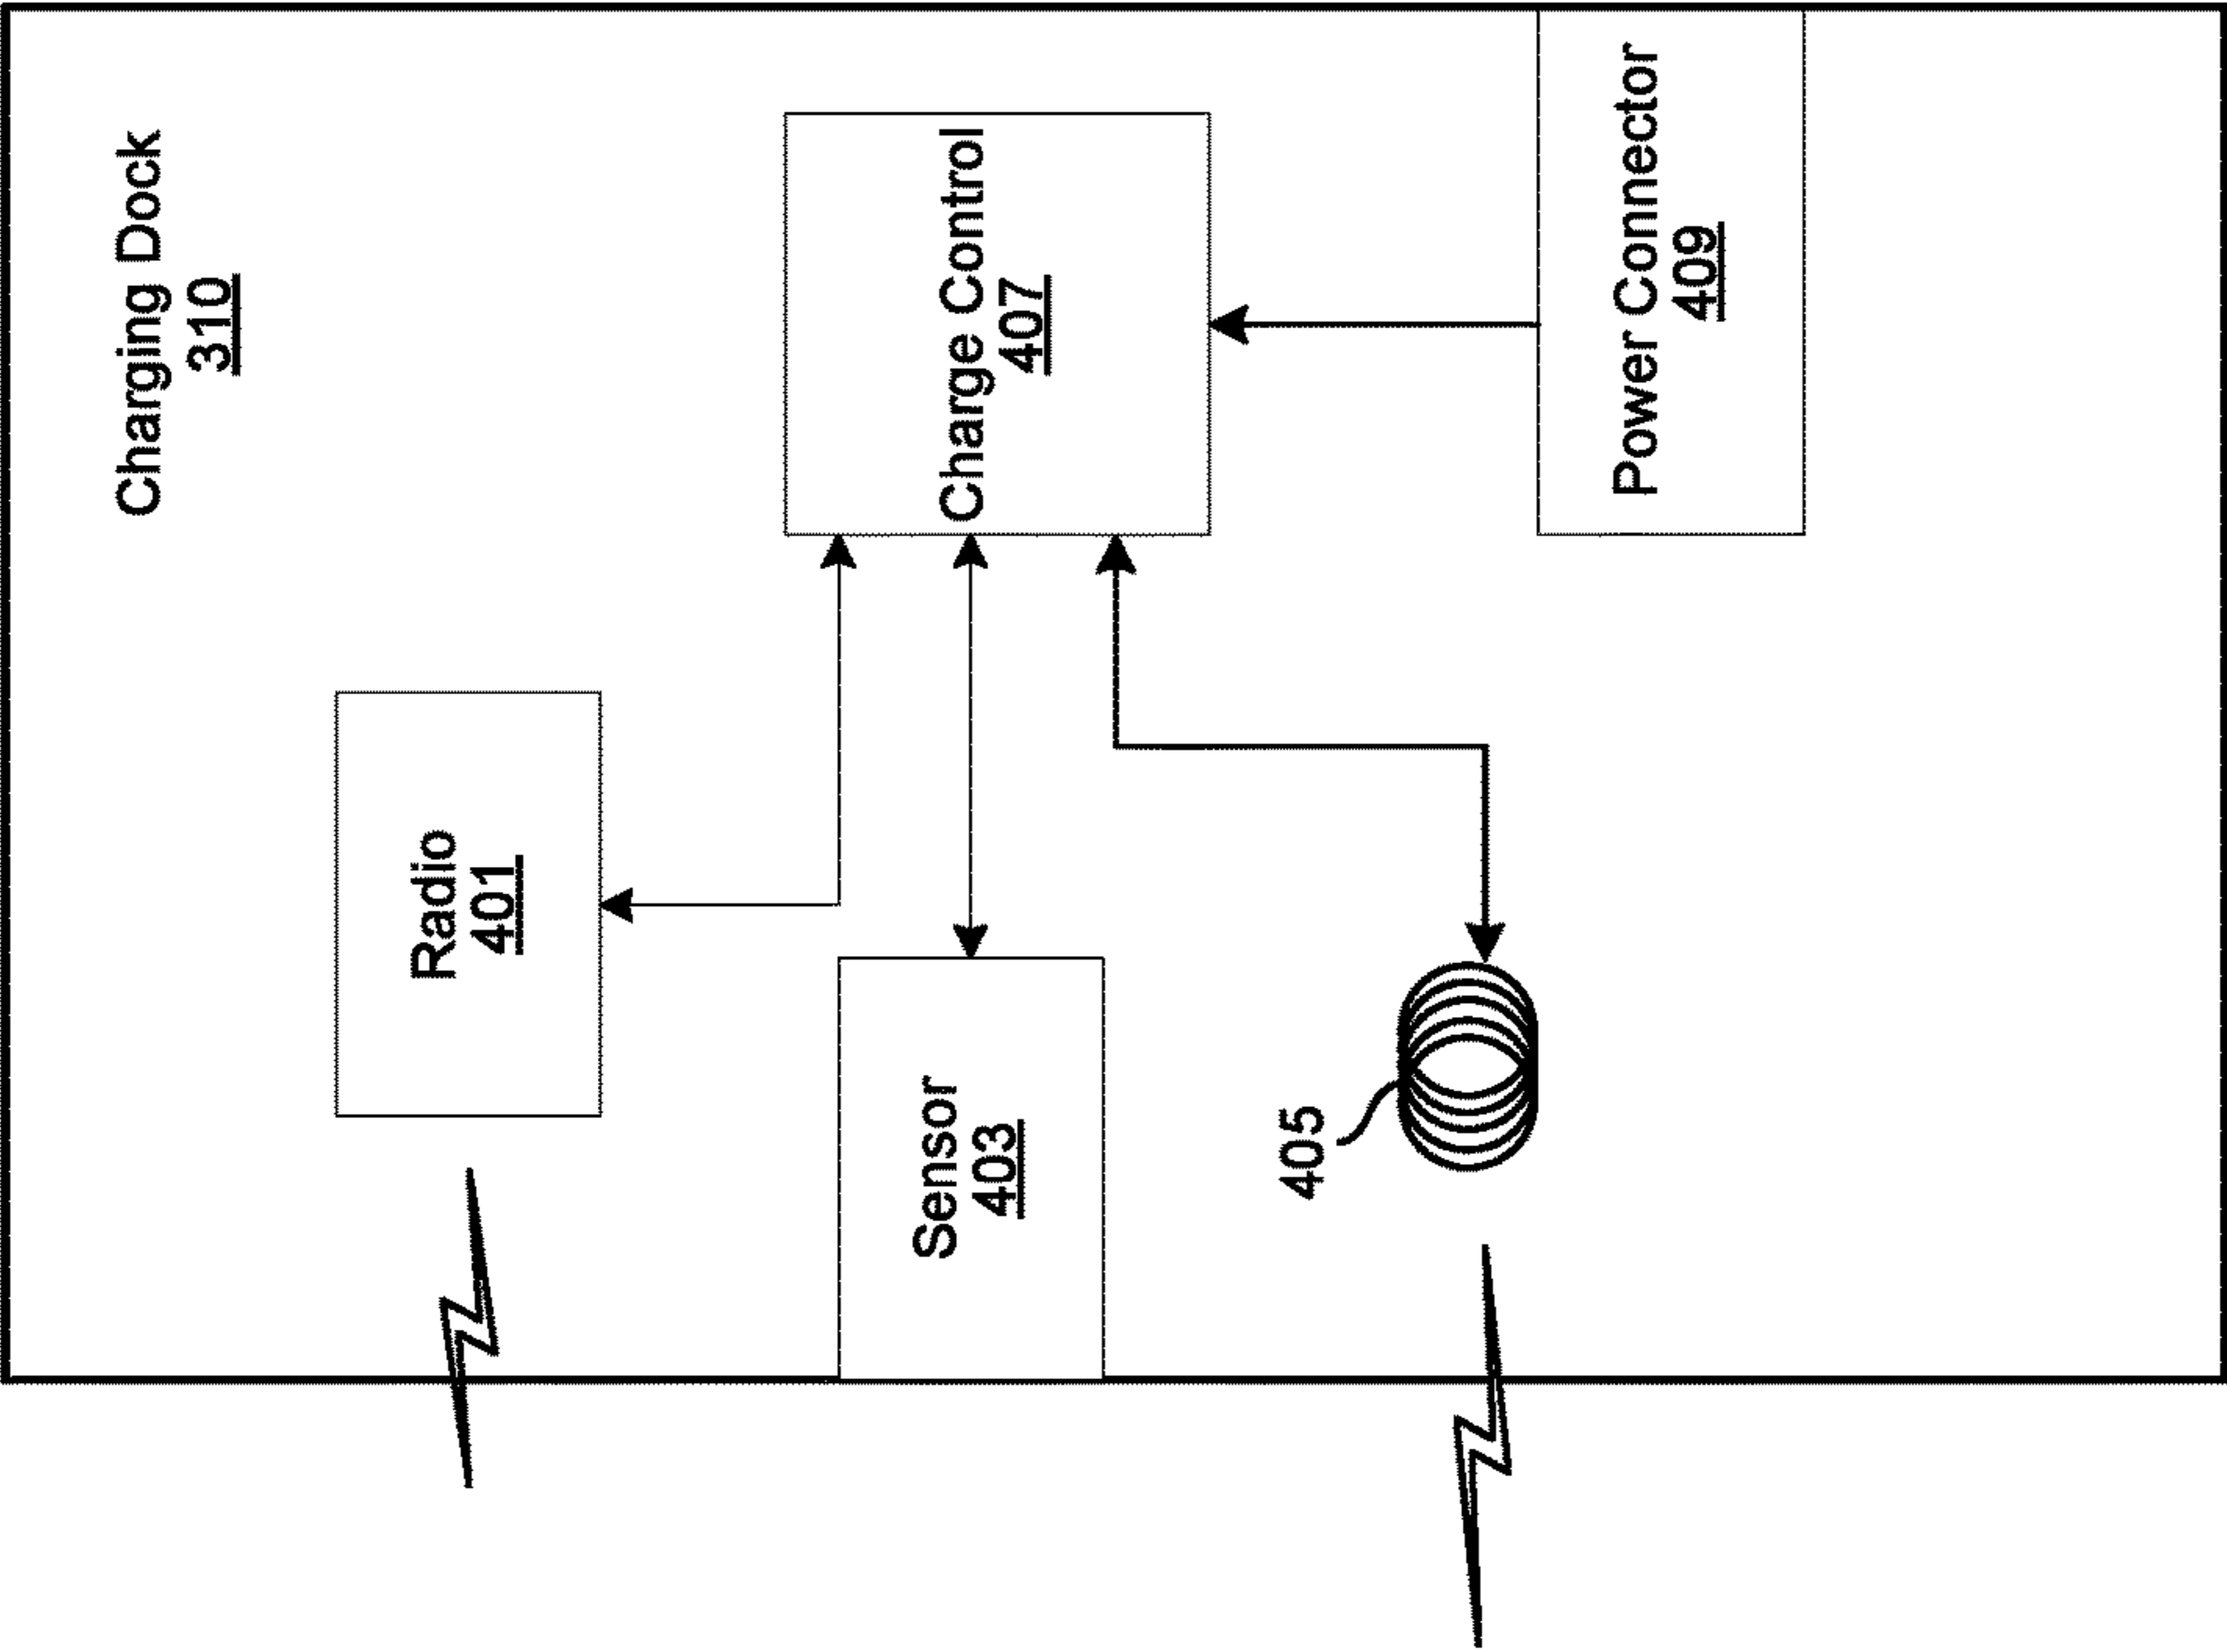 Charging Dock
310
Radio
401
Sensor
403
Charge Control
407
405
Power Connector
409